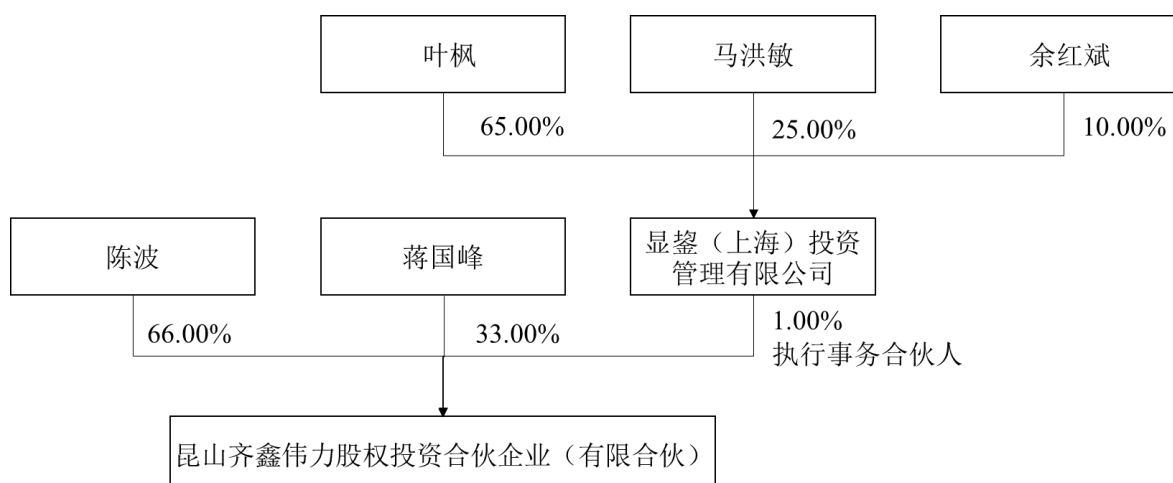 叶枫
马洪敏
余红斌
65.00%
25.00%
10.00%
陈波
蒋国峰
显鋆（上海）投资
管理有限公司
66.00%
33.00%
1.00%
执行事务合伙人
昆山齐鑫伟力股权投资合伙企业（有限合伙）